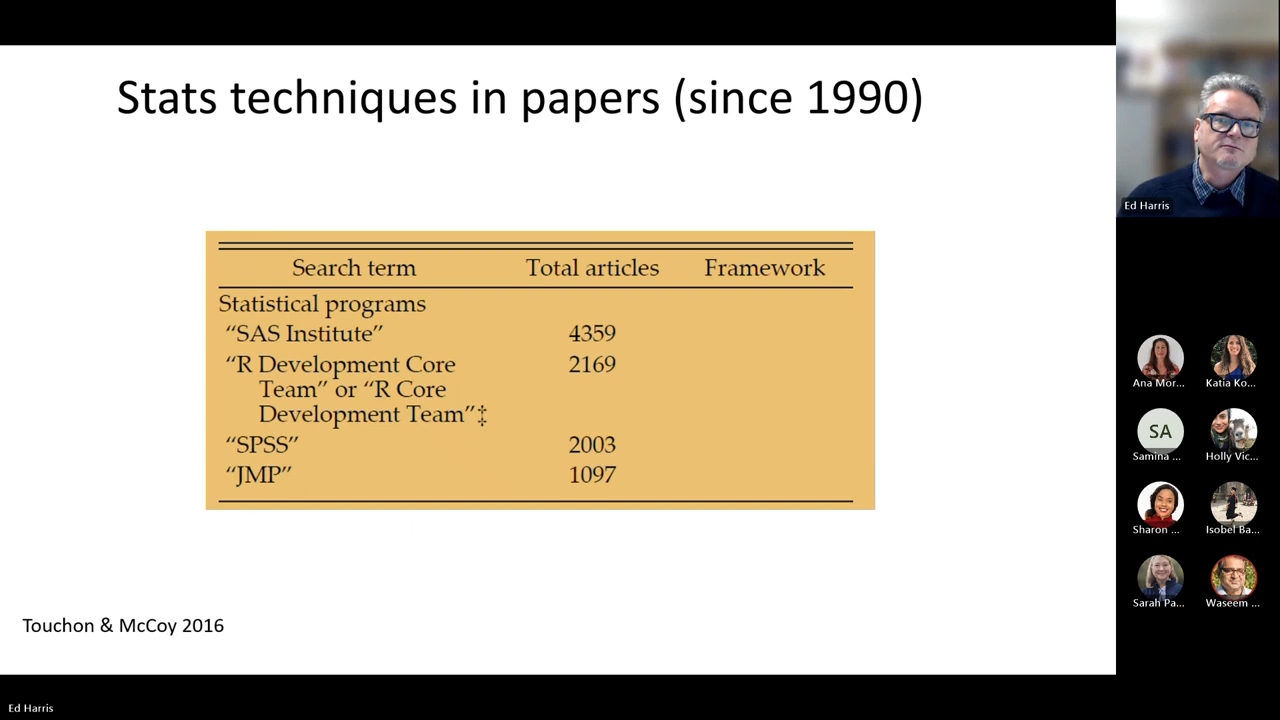 Stats techniques in papers (since 1990)
Search term Total articles Framework
Statistical programs
“SAS Institute” 4359
“R Development Core 2169
Team” or “R Core
Development Team”‡
“SPSS” 2003
“JMP” 1097
Touchon & McCoy 2016
Ed Harris
Ed Harris
Ana Mor... Katia Ko...
SA
Samina ... Holly Vic...
Sharon ... Isobel Ba...
Sarah Pa... Waseem ...